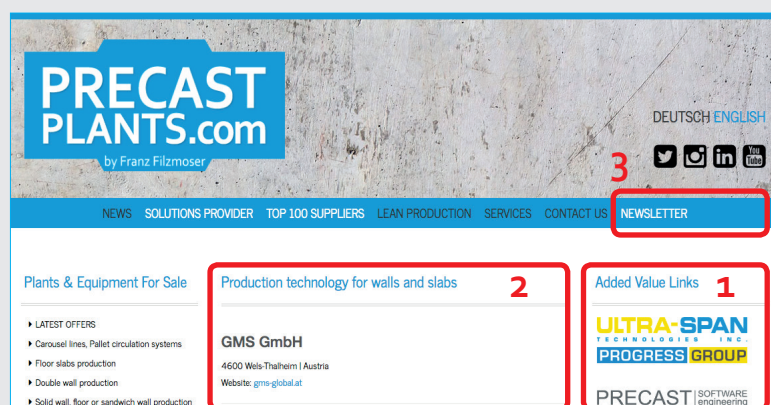 PRECAST
PLANTS.com
by Franz Filzmoser
DEUTSCH ENGLISH
You
Tube
3
NEWS SOLUTIONS PROVIDER TOP 100 SUPPLIERS LEAN PRODUCTION SERVICES CONTACT US NEWSLETTER
Plants & Equipment For Sale
LATEST OFFERS
Carousel lines, Pallet circulation systems
Floor slabs production
Double wall production
Solid wall, floor or sandwich wall production
Production technology for walls and slabs
2
GMS GmbH
4600 Wels-Thalheim | Austria
Website: gms-global.at
Added Value Links
1
ULTRA-SPAN
TECHNOLOGIES INC.
PROGRESS GROUP
PRECAST SOFTWARE
engineering